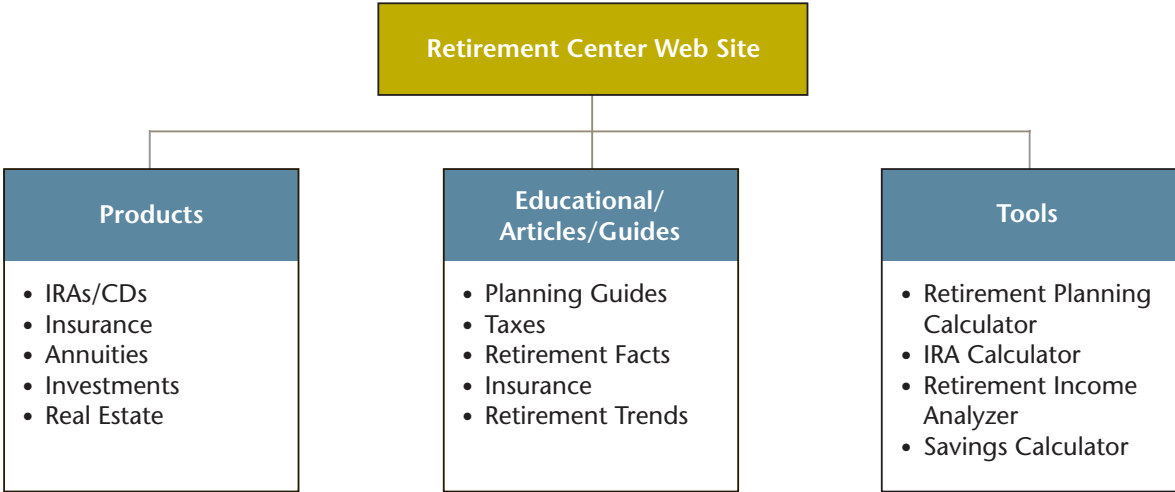 Retirement Center Web Site
Products
• IRAs/CDs
• Insurance
• Annuities
• Investments
• Real Estate
Educational/
Articles/Guides
• Planning Guides
• Taxes
• Retirement Facts
• Insurance
• Retirement Trends
Tools
• Retirement Planning
Calculator
• IRA Calculator
• Retirement Income
Analyzer
• Savings Calculator